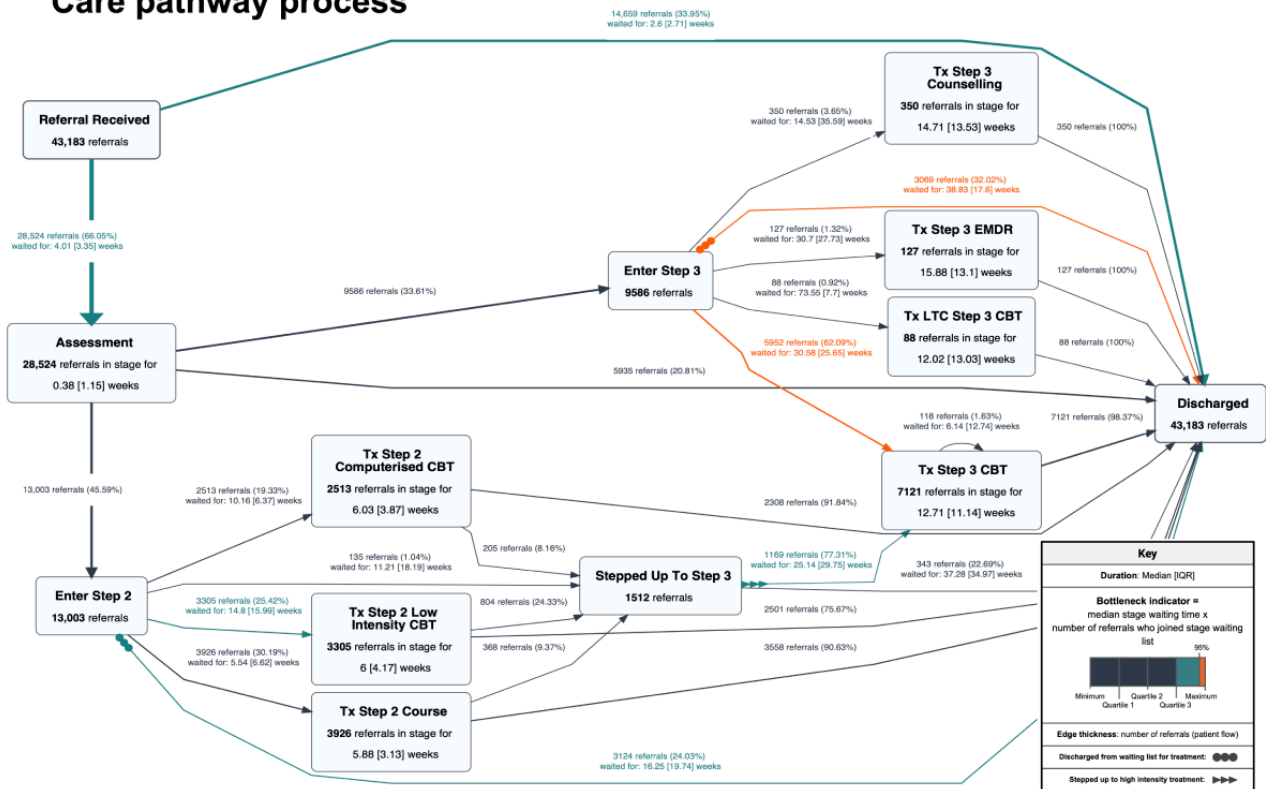 Care pathway process
14,659 referrals (33.95%)
waited for: 2.6 [2.71] weeks
Referral Received
43,183 referrals
28,524 referrals (66.05%)
waited for: 4.01 [3.35] weeks
Assessment
28,524 referrals in stage for
0.38 [1.15] weeks
9586 referrals (33.61%)
5935 referrals (20.81%)
13,003 referrals (45.59%)
Enter Step 3
9586 referrals
350 referrals (3.65%)
waited for: 14.53 [35.59] weeks
Tx Step 3
Counselling
350 referrals in stage for
14.71 [13.53] weeks
350 referrals (100%)
3069 referrals (32.02%)
waited for: 38.83 [17.6] weeks
127 referrals (1.32%)
waited for: 30.7 [27.73] weeks
Tx Step 3 EMDR
127 referrals in stage for
15.88 [13.1] weeks
127 referrals (100%)
88 referrals (0.92%)
waited for: 73.55 [7.7] weeks
Tx LTC Step 3 CBT
88 referrals in stage for
12.02 [13.03] weeks
88 referrals (100%)
5952 referrals (62.09%)
waited for: 30.58 [25.65] weeks
Discharged
43,183 referrals
118 referrals (1.63%)
waited for: 6.14 [12.74] weeks
7121 referrals (98.37%)
Tx Step 3 CBT
7121 referrals in stage for
12.71 [11.14] weeks
Enter Step 2
13,003 referrals
2513 referrals (19.33%)
waited for: 10.16 [6.37] weeks
Tx Step 2
Computerised CBT
2513 referrals in stage for
6.03 [3.87] weeks
2308 referrals (91.84%)
205 referrals (8.16%)
135 referrals (1.04%)
waited for: 11.21 [18.19] weeks
Stepped Up To Step 3
1512 referrals
1169 referrals (77.31%)
waited for: 25.14 [29.75] weeks
343 referrals (22.69%)
waited for: 37.28 [34.97] weeks
3305 referrals (25.42%)
waited for: 14.8 [15.99] weeks
Tx Step 2 Low
Intensity CBT
3305 referrals in stage for
6 [4.17] weeks
804 referrals (24.33%)
2501 referrals (75.67%)
3926 referrals (30.19%)
waited for: 5.54 [6.62] weeks
368 referrals (9.37%)
3558 referrals (90.63%)
Tx Step 2 Course
3926 referrals in stage for
5.88 [3.13] weeks
3124 referrals (24.03%)
waited for: 16.25 [19.74] weeks
Key
Duration: Median [IQR]
Bottleneck indicator =
median stage waiting time x
number of referrals who joined stage waiting
list
95%
Minimum
Quartile 1
Quartile 2
Quartile 3
Maximum
Edge thickness: number of referrals (patient flow)
Discharged from waiting list for treatment:
Stepped up to high intensity treatment: